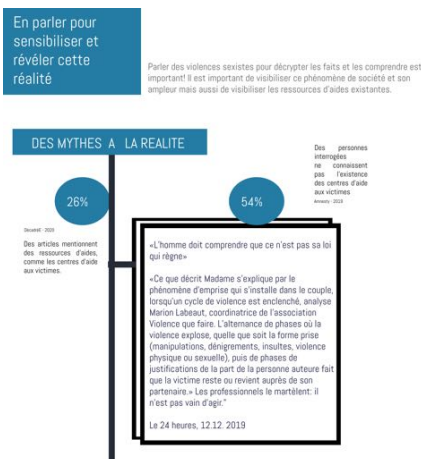 En parler pour
sensibiliser et
révéler cette
réalité
Parler des violences sexistes pour décrypter les faits et les comprendre est
important! Il est important de visibiliser ce phénomène de société et son
ampleur mais aussi de visibiliser les ressources d'aides existantes.
DES MYTHES A LA REALITE
26%
DécadréE - 2020
Des articles mentionnent
des ressources d'aides,
comme les centres d'aide
aux victimes.
54%
Des personnes
interrogées
ne connaissent
pas l'existence
des centres d'aide
aux victimes
Amnesty - 2019
«L'homme doit comprendre que ce n'est pas sa loi
qui règne»
«Ce que décrit Madame s'explique par le
phénomène d'emprise qui s'installe dans le couple,
lorsqu'un cycle de violence est enclenché, analyse
Marion Labeaut, coordinatrice de l'association
Violence que faire. L'alternance de phases où la
violence explose, quelle que soit la forme prise
(manipulations, dénigrements, insultes, violence
physique ou sexuelle), puis de phases de
justifications de la part de la personne auteure fait
que la victime reste ou revient auprès de son
partenaire.» Les professionnels le martèlent: il
n'est pas vain d'agir."
Le 24 heures, 12.12. 2019